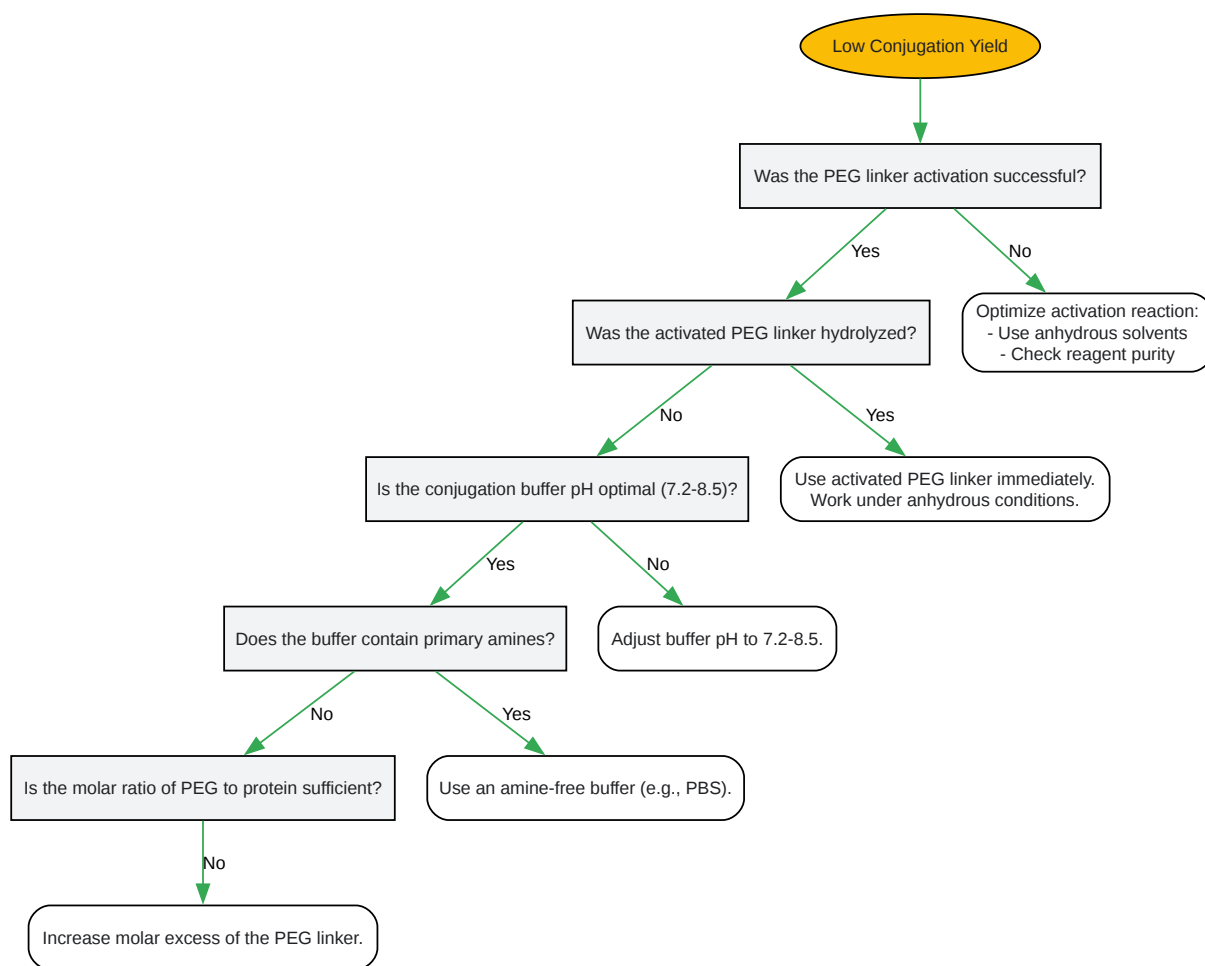 Low Conjugation Yield
Was the PEG linker activation successful?
Yes
No
Was the activated PEG linker hydrolyzed?
Optimize activation reaction:
- Use anhydrous solvents
- Check reagent purity
No
Yes
Is the conjugation buffer pH optimal (7.2-8.5)?
Use activated PEG linker immediately.
Work under anhydrous conditions.
Yes
No
Does the buffer contain primary amines?
Adjust buffer pH to 7.2-8.5.
No
Yes
Is the molar ratio of PEG to protein sufficient?
Use an amine-free buffer (e.g., PBS).
No
Increase molar excess of the PEG linker.